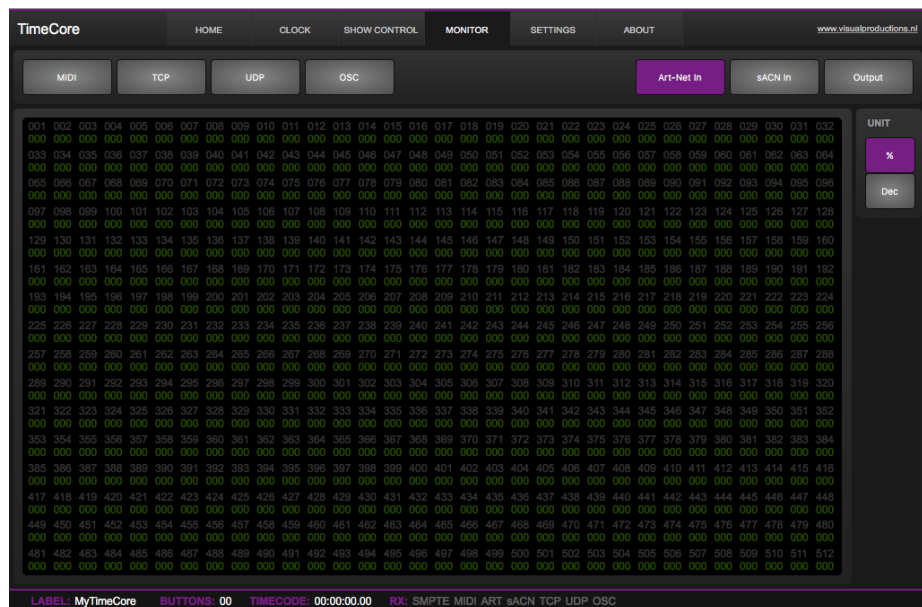 TimeCore HOME CLOCK SHOW CONTROL MONITOR SETTINGS ABOUT www.visualproductions.nl
MIDI TCP UDP OSC Art-Net In sACN In Output
UNIT
%
Dec
001 002 003 004 005 006 007 008 009 010 011 012 013 014 015 016 017 018 019 020 021 022 023 024 025 026 027 028 029 030 031 032
000 000 000 000 000 000 000 000 000 000 000 000 000 000 000 000 000 000 000 000 000 000 000 000 000 000 000 000 000 000 000 000
033 034 035 036 037 038 039 040 041 042 043 044 045 046 047 048 049 050 051 052 053 054 055 056 057 058 059 060 061 062 063 064
000 000 000 000 000 000 000 000 000 000 000 000 000 000 000 000 000 000 000 000 000 000 000 000 000 000 000 000 000 000 000 000
065 066 067 068 069 070 071 072 073 074 075 076 077 078 079 080 081 082 083 084 085 086 087 088 089 090 091 092 093 094 095 096
000 000 000 000 000 000 000 000 000 000 000 000 000 000 000 000 000 000 000 000 000 000 000 000 000 000 000 000 000 000 000 000
097 098 099 100 101 102 103 104 105 106 107 108 109 110 111 112 113 114 115 116 117 118 119 120 121 122 123 124 125 126 127 128
000 000 000 000 000 000 000 000 000 000 000 000 000 000 000 000 000 000 000 000 000 000 000 000 000 000 000 000 000 000 000 000
129 130 131 132 133 134 135 136 137 138 139 140 141 142 143 144 145 146 147 148 149 150 151 152 153 154 155 156 157 158 159 160
000 000 000 000 000 000 000 000 000 000 000 000 000 000 000 000 000 000 000 000 000 000 000 000 000 000 000 000 000 000 000 000
161 162 163 164 165 166 167 168 169 170 171 172 173 174 175 176 177 178 179 180 181 182 183 184 185 186 187 188 189 190 191 192
000 000 000 000 000 000 000 000 000 000 000 000 000 000 000 000 000 000 000 000 000 000 000 000 000 000 000 000 000 000 000 000
193 194 195 196 197 198 199 200 201 202 203 204 205 206 207 208 209 210 211 212 213 214 215 216 217 218 219 220 221 222 223 224
000 000 000 000 000 000 000 000 000 000 000 000 000 000 000 000 000 000 000 000 000 000 000 000 000 000 000 000 000 000 000 000
225 226 227 228 229 230 231 232 233 234 235 236 237 238 239 240 241 242 243 244 245 246 247 248 249 250 251 252 253 254 255 256
000 000 000 000 000 000 000 000 000 000 000 000 000 000 000 000 000 000 000 000 000 000 000 000 000 000 000 000 000 000 000 000
257 258 259 260 261 262 263 264 265 266 267 268 269 270 271 272 273 274 275 276 277 278 279 280 281 282 283 284 285 286 287 288
000 000 000 000 000 000 000 000 000 000 000 000 000 000 000 000 000 000 000 000 000 000 000 000 000 000 000 000 000 000 000 000
289 290 291 292 293 294 295 296 297 298 299 300 301 302 303 304 305 306 307 308 309 310 311 312 313 314 315 316 317 318 319 320
000 000 000 000 000 000 000 000 000 000 000 000 000 000 000 000 000 000 000 000 000 000 000 000 000 000 000 000 000 000 000 000
321 322 323 324 325 326 327 328 329 330 331 332 333 334 335 336 337 338 339 340 341 342 343 344 345 346 347 348 349 350 351 352
000 000 000 000 000 000 000 000 000 000 000 000 000 000 000 000 000 000 000 000 000 000 000 000 000 000 000 000 000 000 000 000
353 354 355 356 357 358 359 360 361 362 363 364 365 366 367 368 369 370 371 372 373 374 375 376 377 378 379 380 381 382 383 384
000 000 000 000 000 000 000 000 000 000 000 000 000 000 000 000 000 000 000 000 000 000 000 000 000 000 000 000 000 000 000 000
385 386 387 388 389 390 391 392 393 394 395 396 397 398 399 400 401 402 403 404 405 406 407 408 409 410 411 412 413 414 415 416
000 000 000 000 000 000 000 000 000 000 000 000 000 000 000 000 000 000 000 000 000 000 000 000 000 000 000 000 000 000 000 000
417 418 419 420 421 422 423 424 425 426 427 428 429 430 431 432 433 434 435 436 437 438 439 440 441 442 443 444 445 446 447 448
000 000 000 000 000 000 000 000 000 000 000 000 000 000 000 000 000 000 000 000 000 000 000 000 000 000 000 000 000 000 000 000
449 450 451 452 453 454 455 456 457 458 459 460 461 462 463 464 465 466 467 468 469 470 471 472 473 474 475 476 477 478 479 480
000 000 000 000 000 000 000 000 000 000 000 000 000 000 000 000 000 000 000 000 000 000 000 000 000 000 000 000 000 000 000 000
481 482 483 484 485 486 487 488 489 490 491 492 493 494 495 496 497 498 499 500 501 502 503 504 505 506 507 508 509 510 511 512
000 000 000 000 000 000 000 000 000 000 000 000 000 000 000 000 000 000 000 000 000 000 000 000 000 000 000 000 000 000 000 000
LABEL: MyTimeCore BUTTONS: 00 TIMECODE: 00:00:00.00 RX: SMPTE MIDI ART sACN TCP UDP OSC